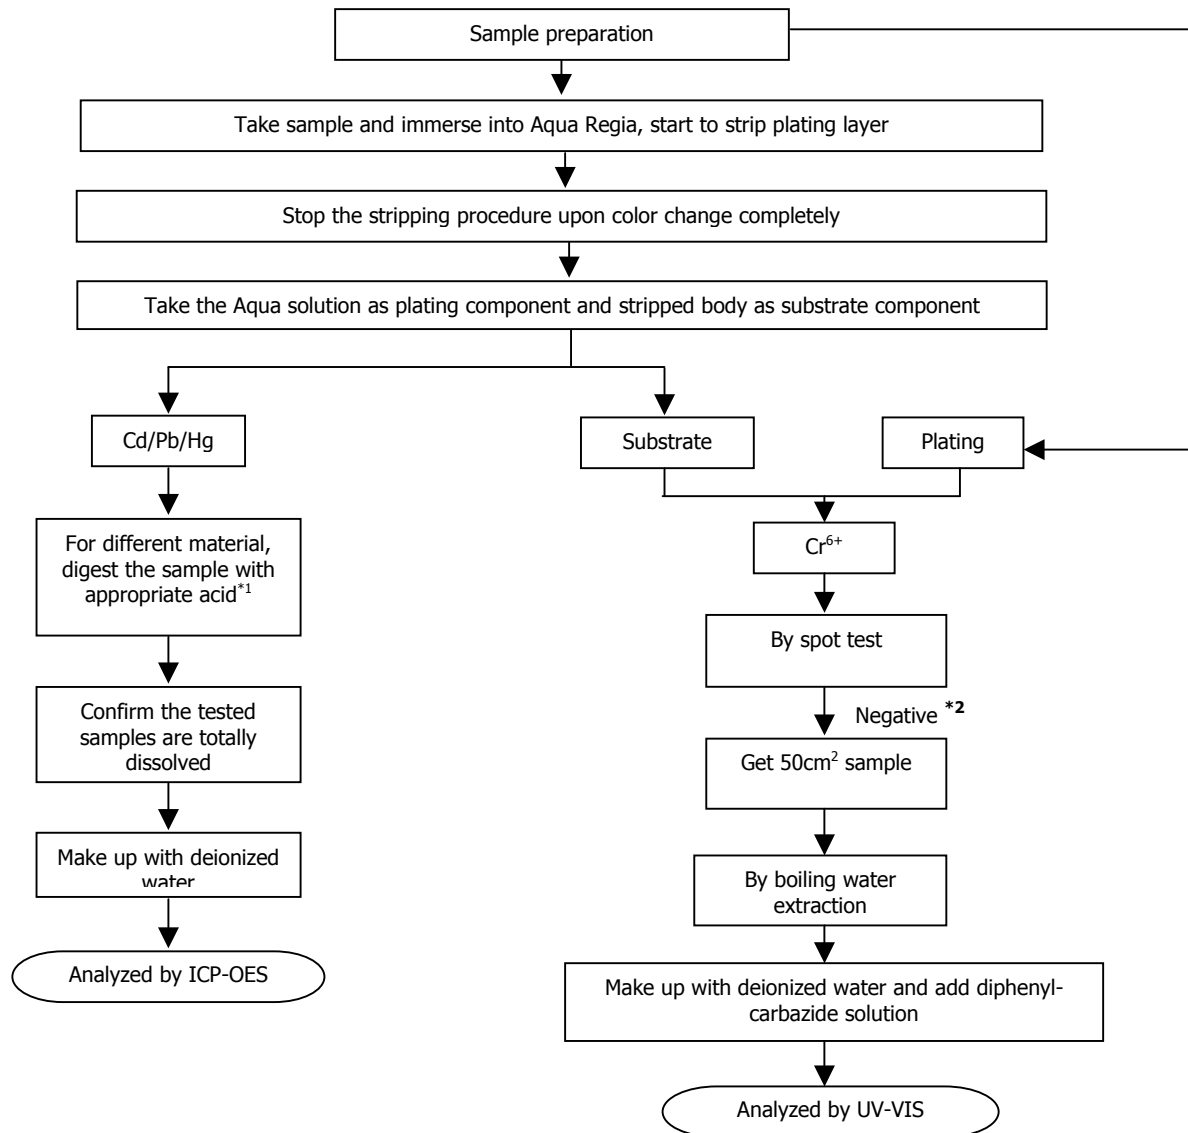 Sample preparation
Take sample and immerse into Aqua Regia, start to strip plating layer
Stop the stripping procedure upon color change completely
Take the Aqua solution as plating component and stripped body as substrate component
Cd/Pb/Hg
Substrate
Plating
For different material,
digest the sample with
appropriate acid*1
Cr6+
By spot test
Confirm the tested
samples are totally
dissolved
Negative *2
Get 50cm2 sample
Make up with deionized
water
By boiling water
extraction
Analyzed by ICP-OES
Make up with deionized water and add diphenyl-
carbazide solution
Analyzed by UV-VIS